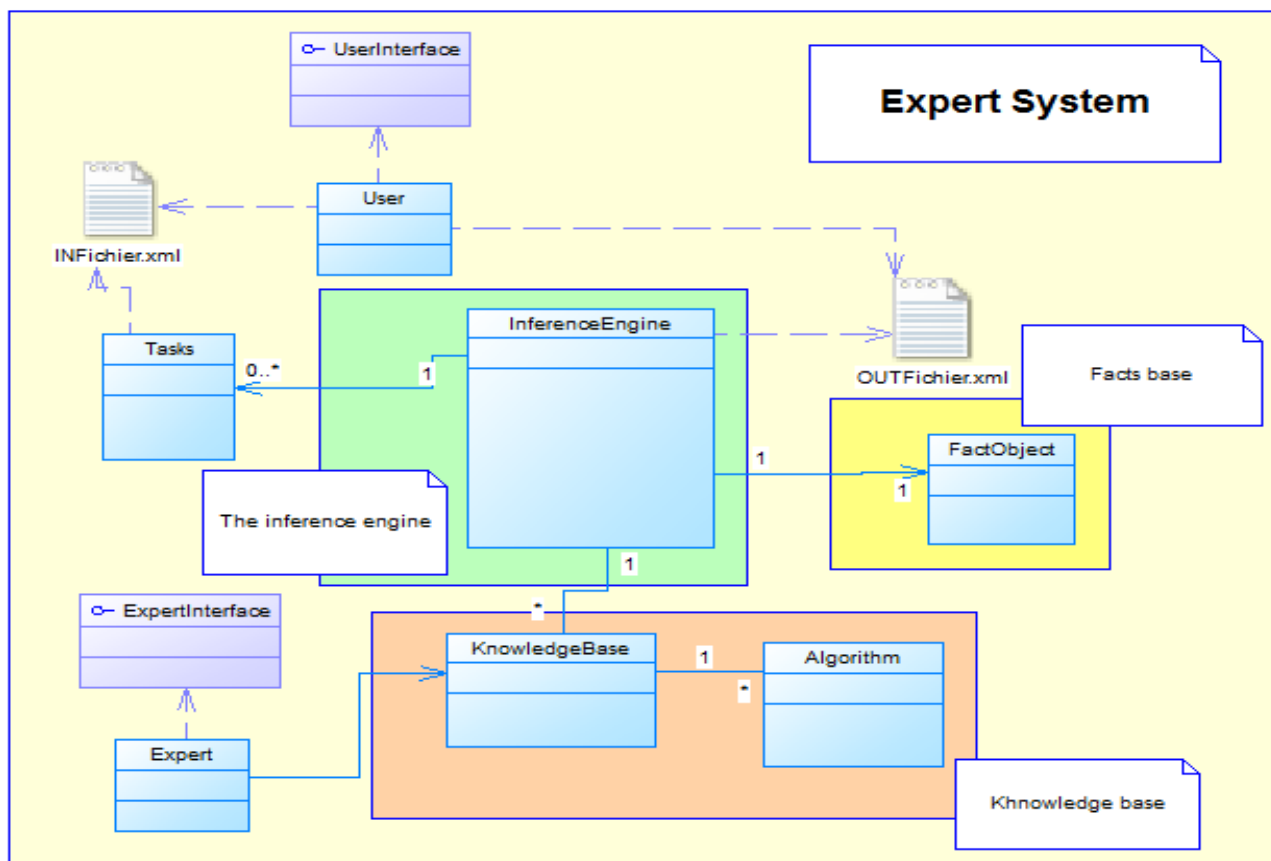 UserInterface
Expert System
User
INFichier.xml
InferenceEngine
Tasks
0..*
1
OUTFichier.xml
Facts base
FactObject
1
1
The inference engine
1
*
ExpertInterface
KnowledgeBase
1
*
Algorithm
Expert
Khnowledge base